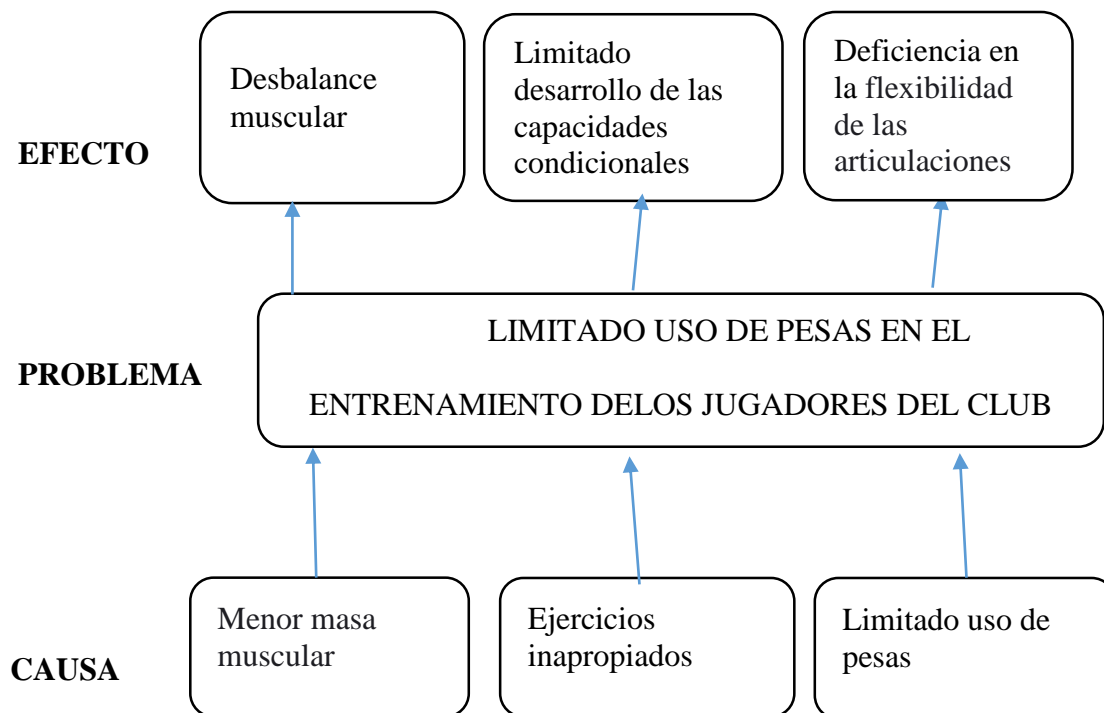 Desbalance
muscular
Limitado
desarrollo de las
capacidades
condicionales
Deficiencia en
la flexibilidad
de las
articulaciones
EFECTO
LIMITADO USO DE PESAS EN EL
ENTRENAMIENTO DELOS JUGADORES DEL CLUB
PROBLEMA
Menor masa
muscular
Ejercicios
inapropiados
Limitado uso de
pesas
CAUSA